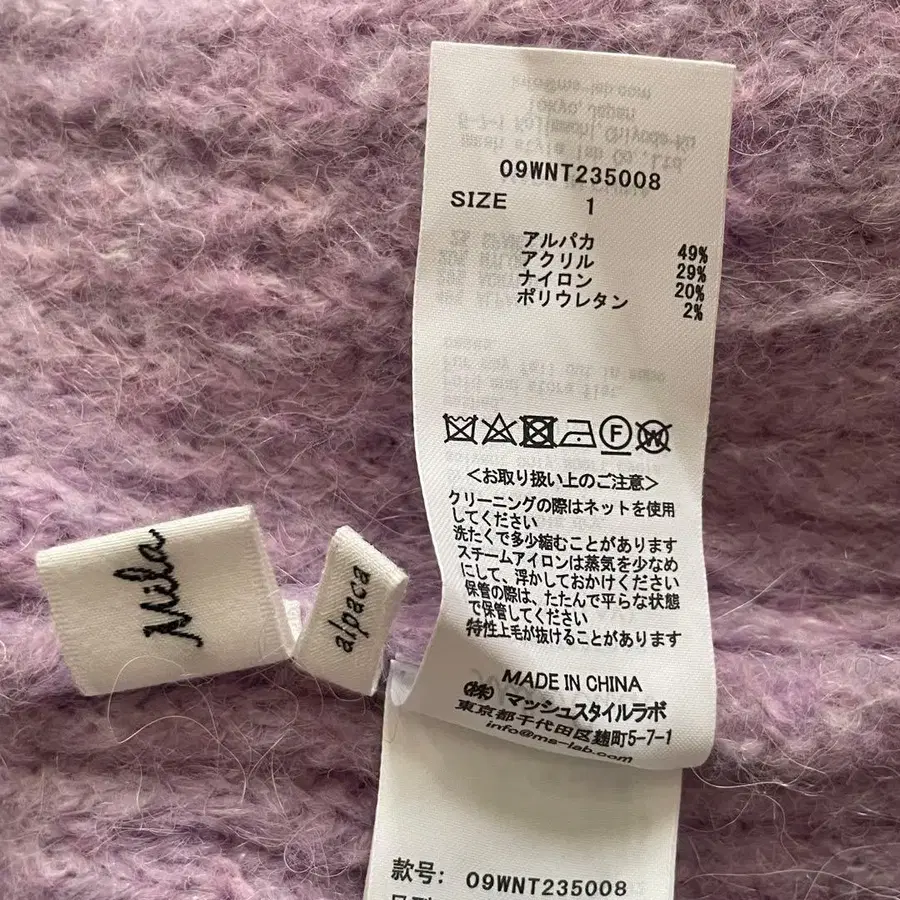 09WNT235008
SIZE 1
アルパカ 49%
アクリル 29%
ナイロン 20%
ポリウレタン 2%
F
W
<お取り扱い上のご注意>
クリーニングの際はネットを使用
してください
洗たくで多少縮むことがあります
スチームアイロンは蒸気を少なめ
にして、浮かしておかけください
保管の際は、たたんで平らな状態
で保管してください
特性上毛が抜けることがあります
MADE IN CHINA
(株) マッシュスタイルラボ
東京都千代田区麹町5-7-1
info@ms-lab.com
Mila
alpaca
款号: 09WNT235008